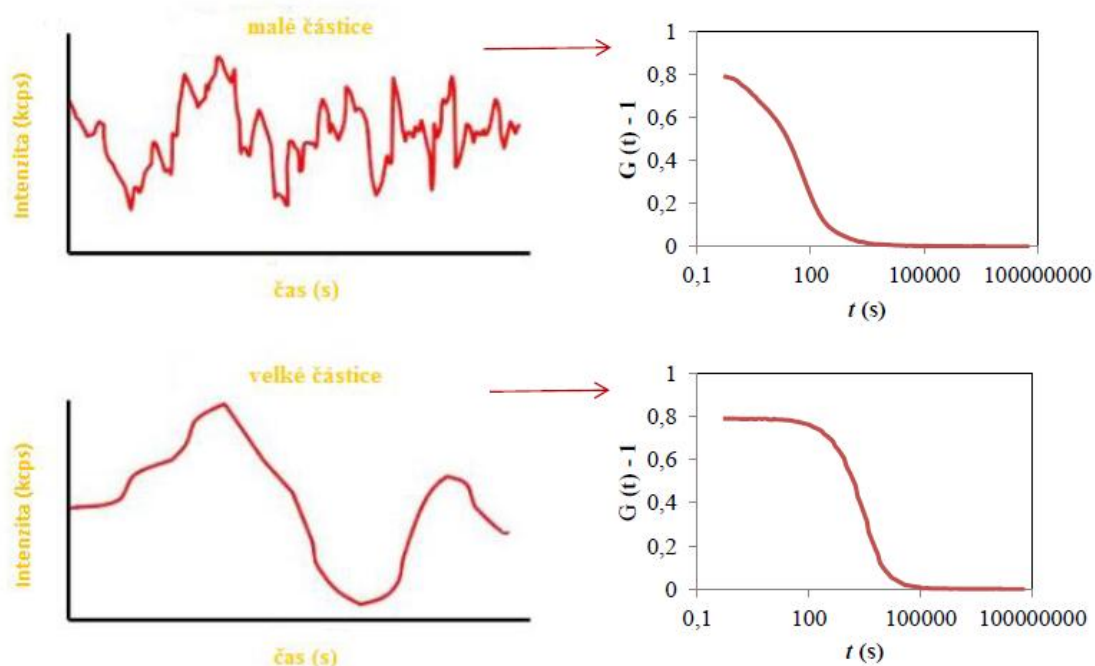 malé částice
Intenzita (kcps)
čas (s)
G (t) - 1
1
0,8
0,6
0,4
0,2
0
0,1 100 100000 100000000
t (s)
velké částice
Intenzita (kcps)
čas (s)
G (t) - 1
1
0,8
0,6
0,4
0,2
0
0,1 100 100000 100000000
t (s)